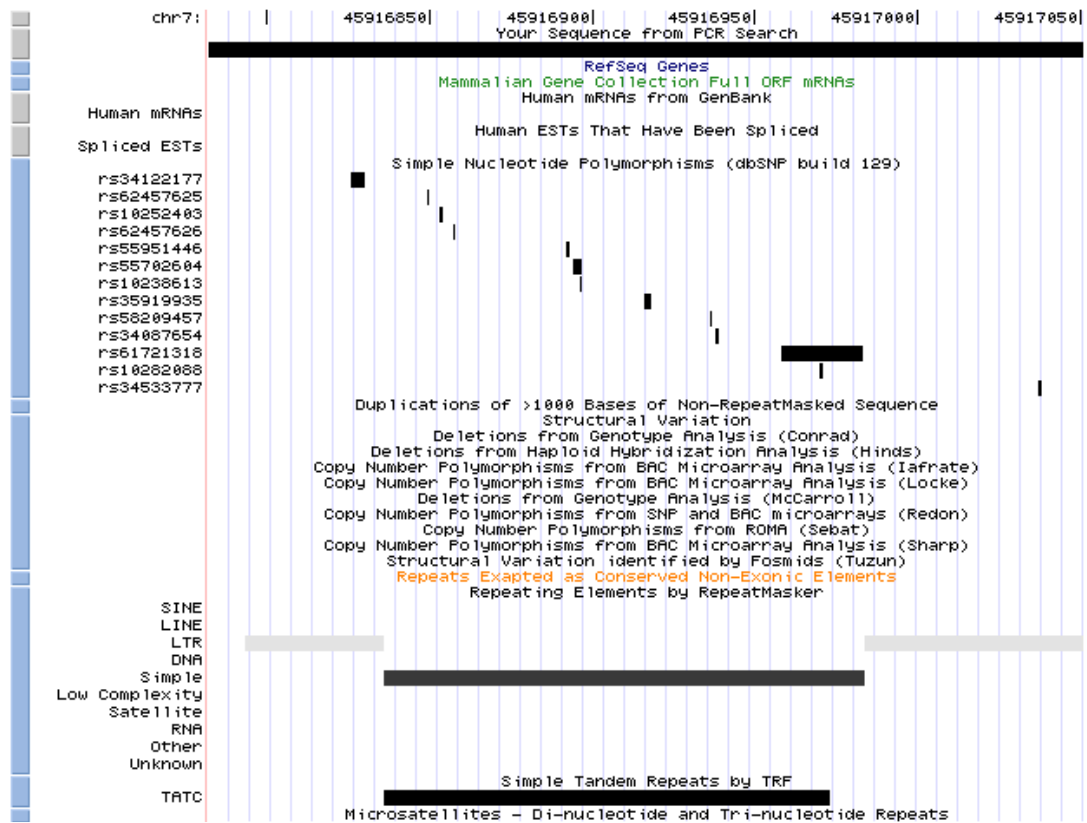 chr7: | 45916850| 45916900| 45916950| 45917000| 45917050|
Your Sequence from PCR Search
RefSeq Genes
Mammalian Gene Collection Full ORF mRNAs
Human mRNAs from GenBank
Human mRNAs
Human ESTs That Have Been Spliced
Spliced ESTs
Simple Nucleotide Polymorphisms (dbSNP build 129)
rs34122177
rs62457625
rs10252403
rs62457626
rs55951446
rs55702604
rs10238613
rs35919935
rs58209457
rs34087654
rs61721318
rs10282088
rs34533777
Duplications of >1000 Bases of Non-RepeatMasked Sequence
Structural Variation
Deletions from Genotype Analysis (Conrad)
Deletions from Haploid Hybridization Analysis (Hinds)
Copy Number Polymorphisms from BAC Microarray Analysis (Iafrate)
Copy Number Polymorphisms from BAC Microarray Analysis (Locke)
Deletions from Genotype Analysis (McCarroll)
Copy Number Polymorphisms from SNP and BAC microarrays (Redon)
Copy Number Polymorphisms from ROMA (Sebat)
Copy Number Polymorphisms from BAC Microarray Analysis (Sharp)
Structural Variation identified by Fosmids (Tuzun)
Repeats Exapted as Conserved Non-Exonic Elements
Repeating Elements by RepeatMasker
SINE
LINE
LTR
DNA
Simple
Low Complexity
Satellite
RNA
Other
Unknown
Simple Tandem Repeats by TRF
TATC
Microsatellites - Di-nucleotide and Tri-nucleotide Repeats